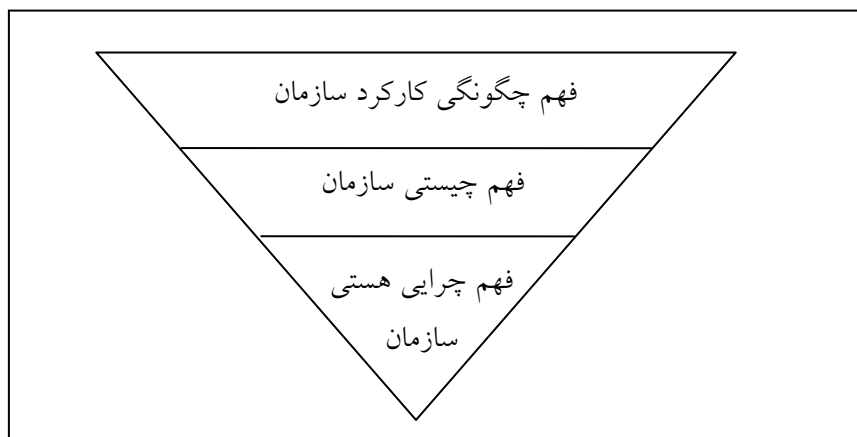 فهم چگونگی کارکرد سازمان
فهم چیستی سازمان
فهم چرایی هستی
سازمان